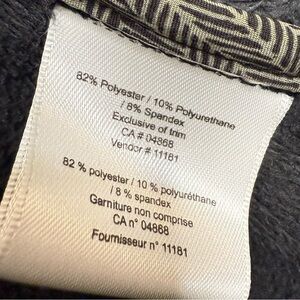 82% Polyester / 10% Polyurethane
/ 8% Spandex
Exclusive of trim
CA # 04868
Vendor # 11181
82 % polyester / 10 % polyuréthane
/ 8 % spandex
Garniture non comprise
CA n° 04868
Fournisseur n° 11181